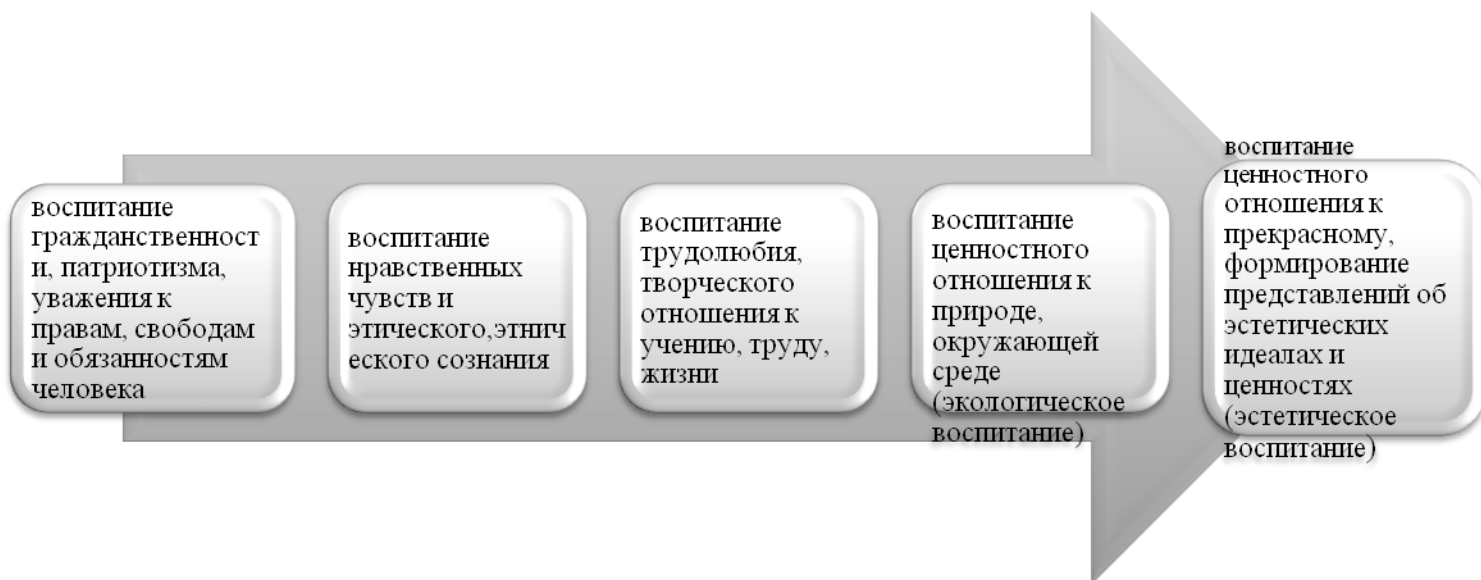 воспитание
гражданственност
и, патриотизма,
уважения к
правам, свободам
и обязанностям
человека
воспитание
нравственных
чувств и
этического,этнич
еского сознания
воспитание
трудолюбия,
творческого
отношения к
учению, труду,
жизни
воспитание
ценностного
отношения к
природе,
окружающей
среде
(экологическое
воспитание)
воспитание
ценностного
отношения к
прекрасному,
формирование
представлений об
эстетических
идеалах и
ценностях
(эстетическое
воспитание)